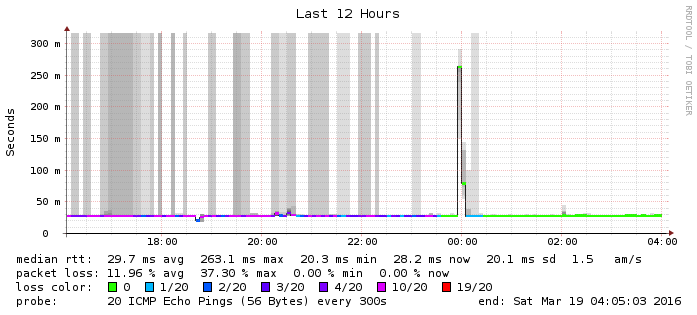 Last 12 Hours
RRDTOOL / TOBI OETIKER
Seconds
300 m
250 m
200 m
150 m
100 m
50 m
0
18:00 20:00 22:00 00:00 02:00 04:00
median rtt: 29.7 ms avg 263.1 ms max 20.3 ms min 28.2 ms now 20.1 ms sd 1.5 am/s
packet loss: 11.96 % avg 37.30 % max 0.00 % min 0.00 % now
loss color: 0 1/20 2/20 3/20 4/20 10/20 19/20
probe: 20 ICMP Echo Pings (56 Bytes) every 300s end: Sat Mar 19 04:05:03 2016